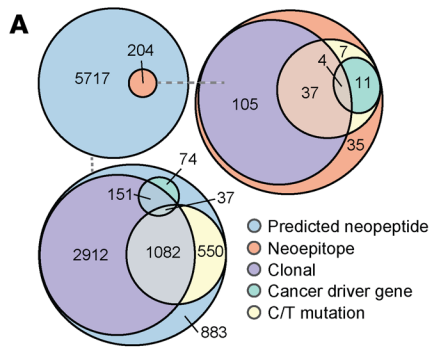 A
5717
204
7
4
11
105
37
35
74
151
37
2912
1082
550
883
Predicted neopeptide
Neoepitope
Clonal
Cancer driver gene
C/T mutation